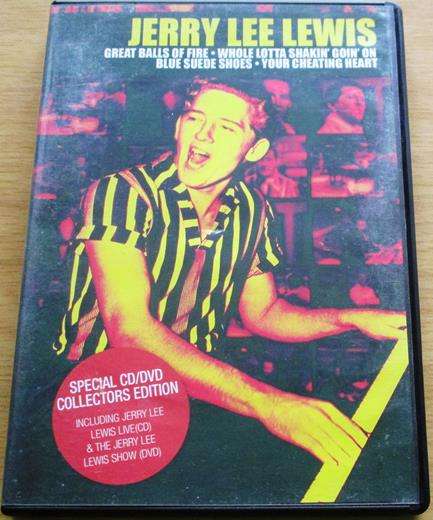 JERRY LEE LEWIS
GREAT BALLS OF FIRE • WHOLE LOTTA SHAKIN' GOIN' ON
BLUE SUEDE SHOES • YOUR CHEATING HEART
SPECIAL CD/DVD
COLLECTORS EDITION
INCLUDING JERRY LEE
LEWIS LIVE(CD)
& THE JERRY LEE
LEWIS SHOW (DVD)